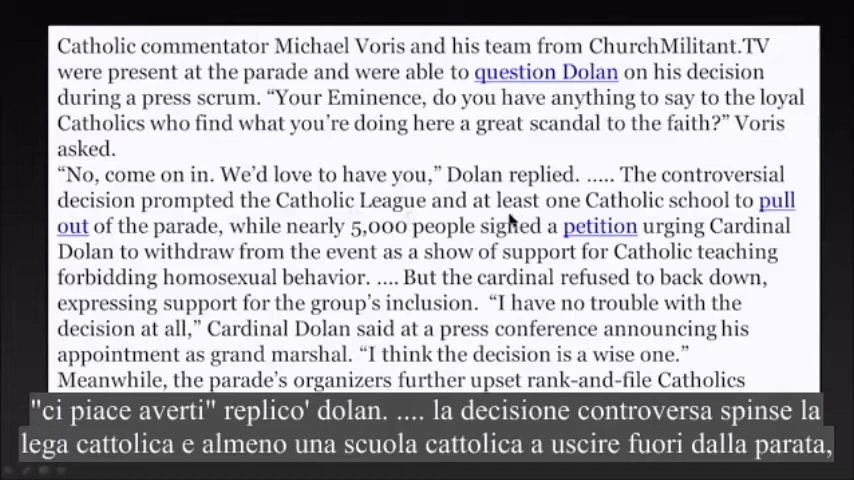 Catholic commentator Michael Voris and his team from ChurchMilitant.TV
were present at the parade and were able to question Dolan on his decision
during a press scrum. “Your Eminence, do you have anything to say to the loyal
Catholics who find what you’re doing here a great scandal to the faith?” Voris
asked.
“No, come on in. We’d love to have you,” Dolan replied. ..... The controversial
decision prompted the Catholic League and at least one Catholic school to pull
out of the parade, while nearly 5,000 people signed a petition urging Cardinal
Dolan to withdraw from the event as a show of support for Catholic teaching
forbidding homosexual behavior. .... But the cardinal refused to back down,
expressing support for the group’s inclusion. “I have no trouble with the
decision at all,” Cardinal Dolan said at a press conference announcing his
appointment as grand marshal. “I think the decision is a wise one.”
Meanwhile, the parade’s organizers further upset rank-and-file Catholics
"ci piace averti" replico' dolan. .... la decisione controversa spinse la
lega cattolica e almeno una scuola cattolica a uscire fuori dalla parata,